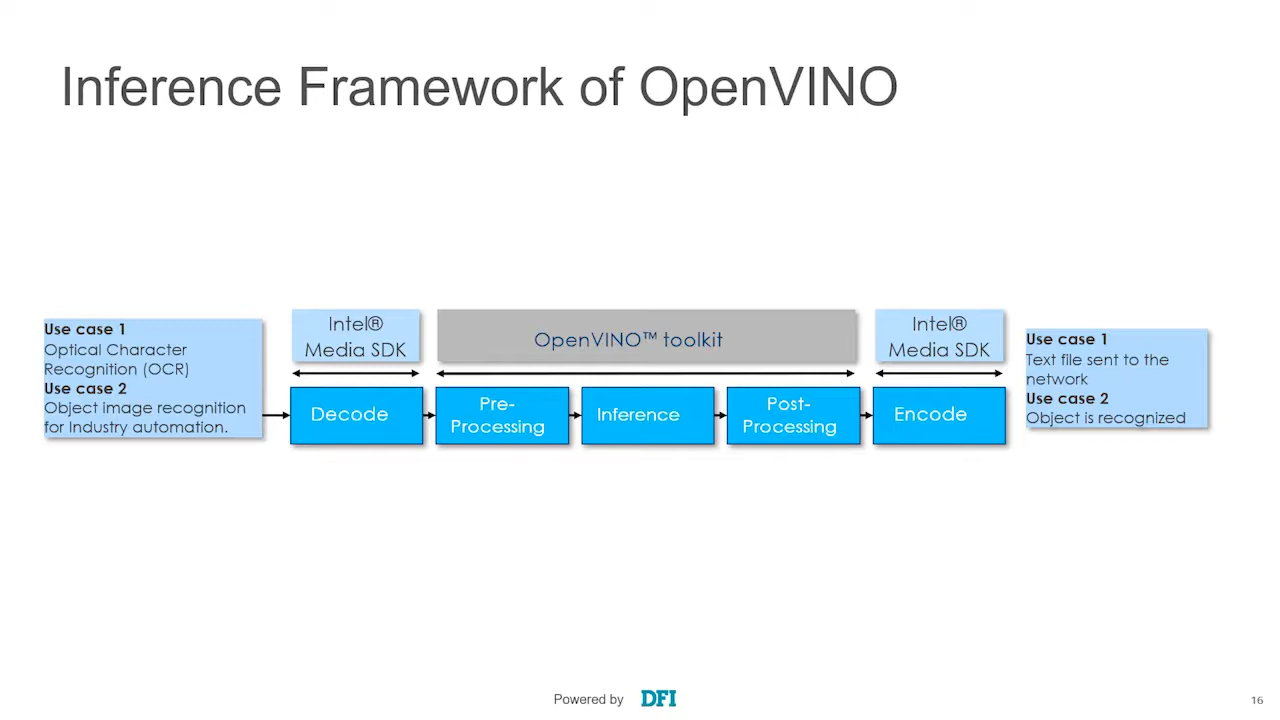 Inference Framework of OpenVINO
Use case 1
Optical Character
Recognition (OCR)
Use case 2
Object image recognition
for Industry automation.
Intel®
Media SDK
OpenVINO™ toolkit
Intel®
Media SDK
Decode
Pre-
Processing
Inference
Post-
Processing
Encode
Use case 1
Text file sent to the
network
Use case 2
Object is recognized
Powered by DFI
16